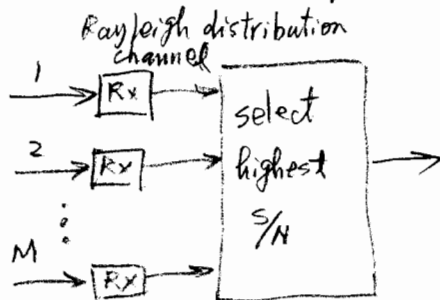 Rayleigh distribution
channel
1
Rx
select
2
Rx
highest
S/N
M
Rx